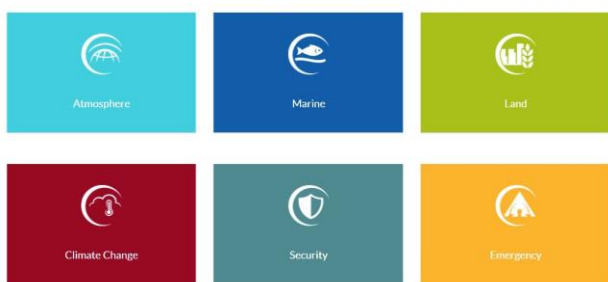 Atmosphere
Marine
Land
Climate Change
Security
Emergency